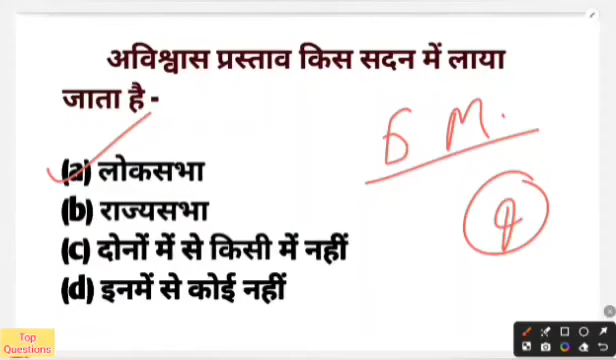 अविश्वास प्रस्ताव किस सदन में लाया
जाता है -
(a) लोकसभा
(b) राज्यसभा
(c) दोनों में से किसी में नहीं
(d) इनमें से कोई नहीं
6 M.
Top
Questions